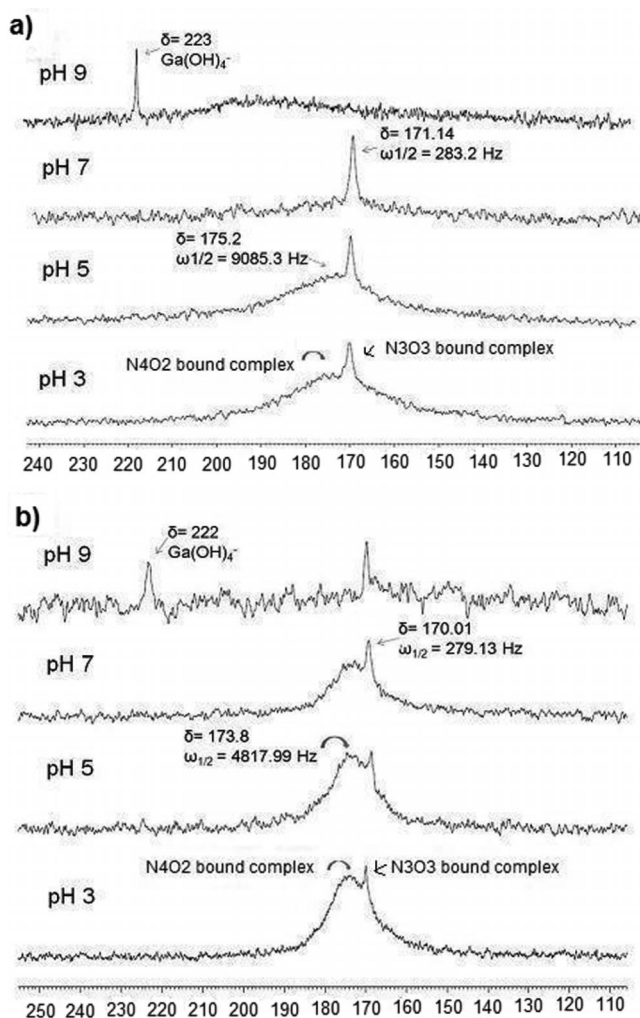 a)
δ= 223
Ga(OH)₄⁻
pH 9
δ= 171.14
ω1/2 = 283.2 Hz
pH 7
δ= 175.2
ω1/2 = 9085.3 Hz
pH 5
N4O2 bound complex
N3O3 bound complex
pH 3
240 230 220 210 200 190 180 170 160 150 140 130 120 110
b)
δ= 222
Ga(OH)₄⁻
pH 9
δ= 170.01
ω₁/₂ = 279.13 Hz
pH 7
δ= 173.8
ω₁/₂ = 4817.99 Hz
pH 5
N4O2 bound complex
N3O3 bound complex
pH 3
250 240 230 220 210 200 190 180 170 160 150 140 130 120 110